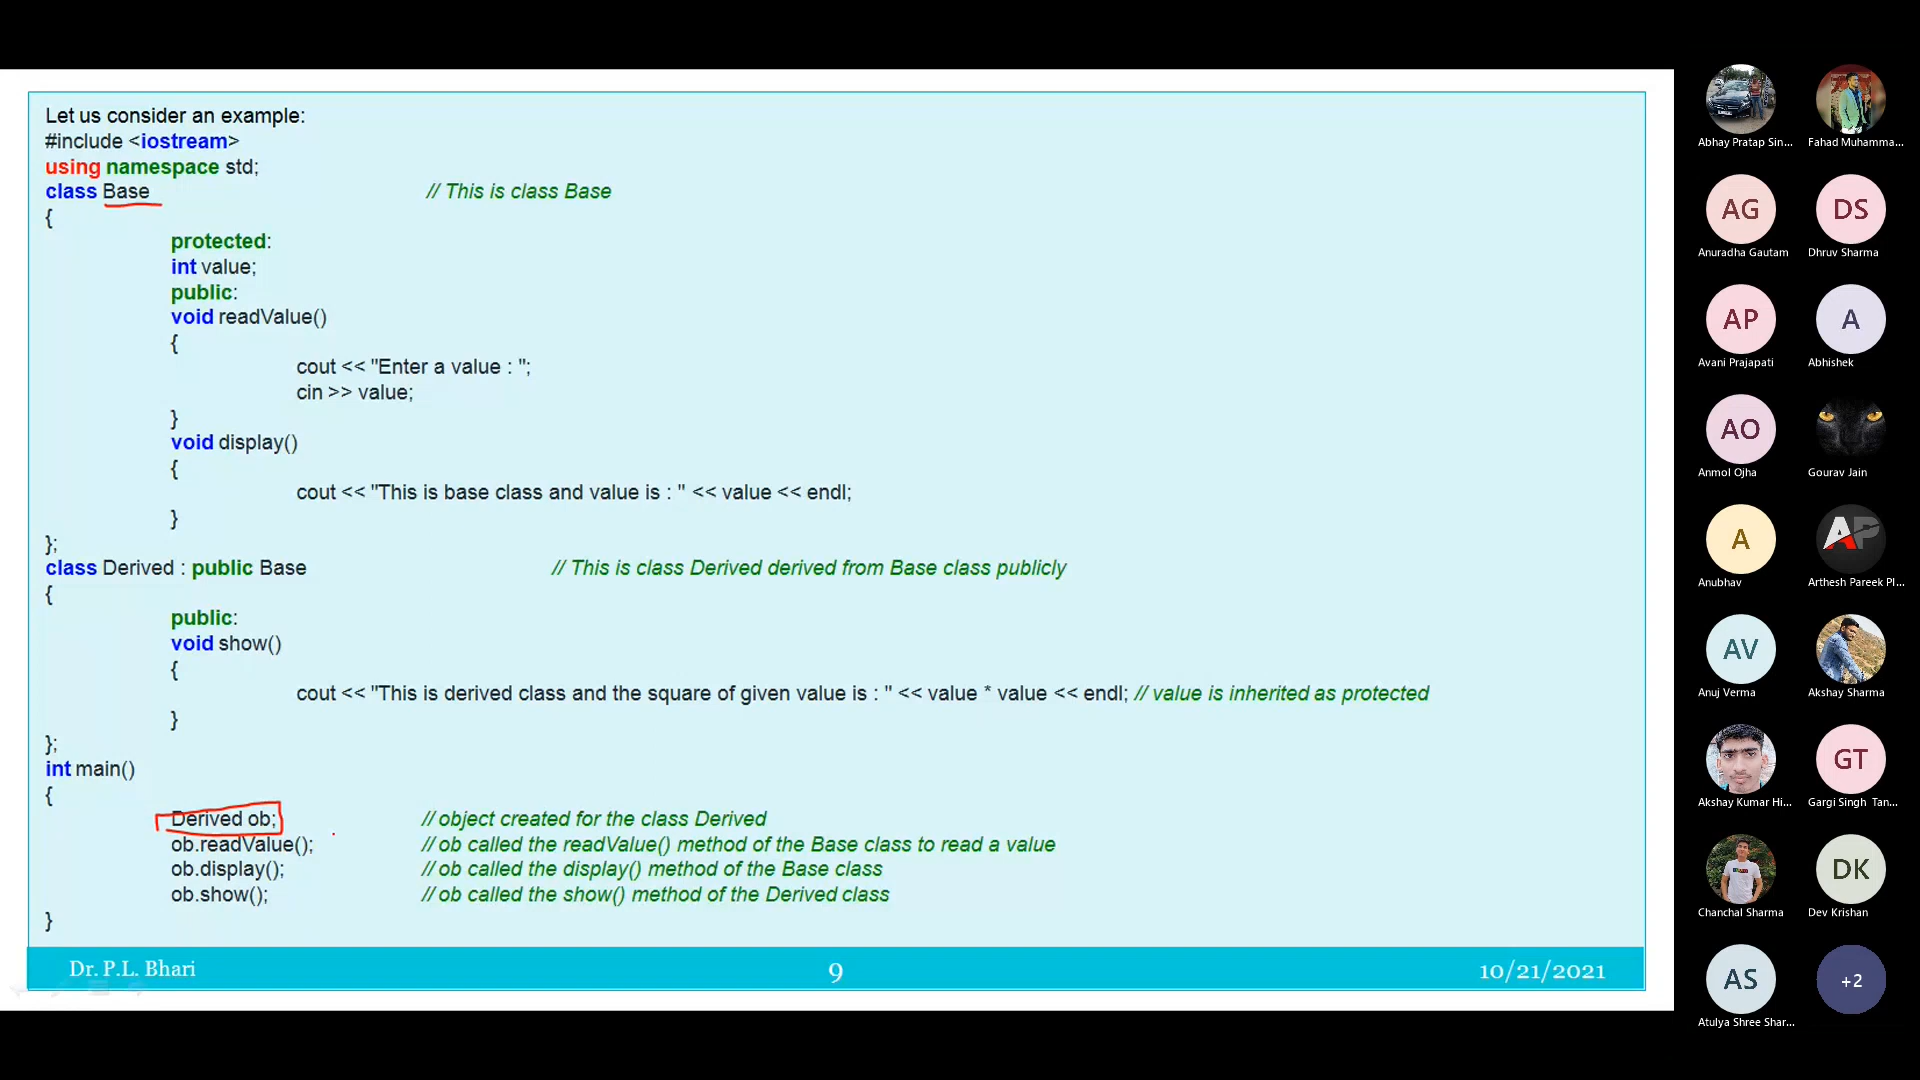 Let us consider an example:
#include <iostream>
using namespace std;
class Base // This is class Base
{
protected:
int value;
public:
void readValue()
{
cout << "Enter a value : ";
cin >> value;
}
void display()
{
cout << "This is base class and value is : " << value << endl;
}
};
class Derived : public Base // This is class Derived derived from Base class publicly
{
public:
void show()
{
cout << "This is derived class and the square of given value is : " << value * value << endl; // value is inherited as protected
}
};
int main()
{
Derived ob; // object created for the class Derived
ob.readValue(); // ob called the readValue() method of the Base class to read a value
ob.display(); // ob called the display() method of the Base class
ob.show(); // ob called the show() method of the Derived class
}
Dr. P.L. Bhari 9 10/21/2021
Abhay Pratap Sin... Fahad Muhamma...
AG DS
Anuradha Gautam Dhruv Sharma
AP A
Avani Prajapati Abhishek
AO
Anmol Ojha Gourav Jain
A AP
Anubhav Arthesh Pareek Pl...
AV
Anuj Verma Akshay Sharma
GT
Akshay Kumar Hi... Gargi Singh Tan...
DK
Chanchal Sharma Dev Krishan
AS +2
Atulya Shree Shar...